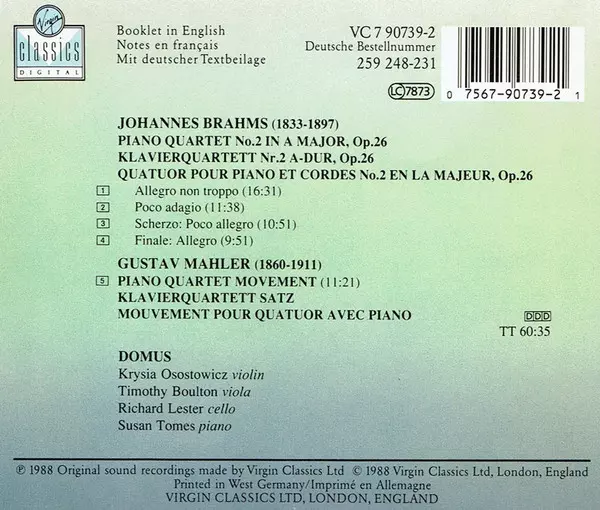 Virgin
classics
DIGITAL
Booklet in English
Notes en français
Mit deutscher Textbeilage
VC 7 90739-2
Deutsche Bestellnummer
259 248-231
LC 7873
0 07567-90739-2 1
JOHANNES BRAHMS (1833-1897)
PIANO QUARTET No.2 IN A MAJOR, Op.26
KLAVIERQUARTETT Nr.2 A-DUR, Op.26
QUATUOR POUR PIANO ET CORDES No.2 EN LA MAJEUR, Op.26
1 Allegro non troppo (16:31)
2 Poco adagio (11:38)
3 Scherzo: Poco allegro (10:51)
4 Finale: Allegro (9:51)
GUSTAV MAHLER (1860-1911)
5 PIANO QUARTET MOVEMENT (11:21)
KLAVIERQUARTETT SATZ
MOUVEMENT POUR QUATUOR AVEC PIANO
DDD
TT 60:35
DOMUS
Krysia Osostowicz violin
Timothy Boulton viola
Richard Lester cello
Susan Tomes piano
℗ 1988 Original sound recordings made by Virgin Classics Ltd © 1988 Virgin Classics Ltd, London, England
Printed in West Germany/Imprimé en Allemagne
VIRGIN CLASSICS LTD, LONDON, ENGLAND